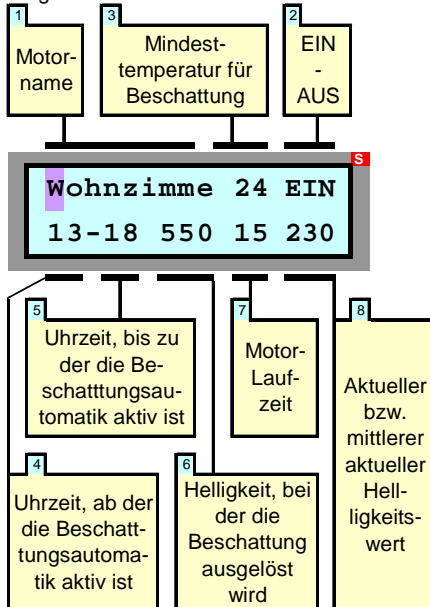 1
Motor-
name
3
Mindest-
temperatur für
Beschattung
2
EIN
-
AUS
S
Wohnzimme 24 EIN
13-18 550 15 230
5
Uhrzeit, bis zu
der die Be-
schatttungsau-
tomatik aktiv ist
7
Motor-
Lauf-
zeit
8
Aktueller
bzw.
mittlerer
aktueller
Hell-
ligkeits-
wert
4
Uhrzeit, ab der
die Beschatt-
tungsautoma-
tik aktiv ist
6
Helligkeit, bei
der die
Beschattung
ausgelöst
wird